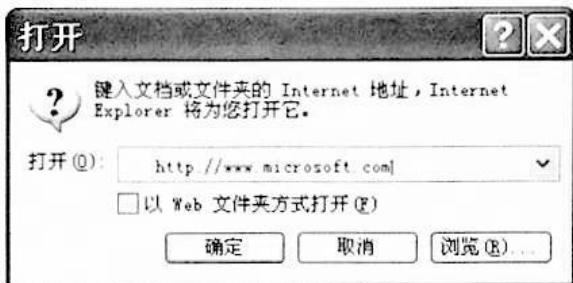 打开
键入文档或文件夹的 Internet 地址，Internet
Explorer 将为您打开它。
打开(O): http://www.microsoft.com
以 Web 文件夹方式打开(F)
确定 取消 浏览(R)...